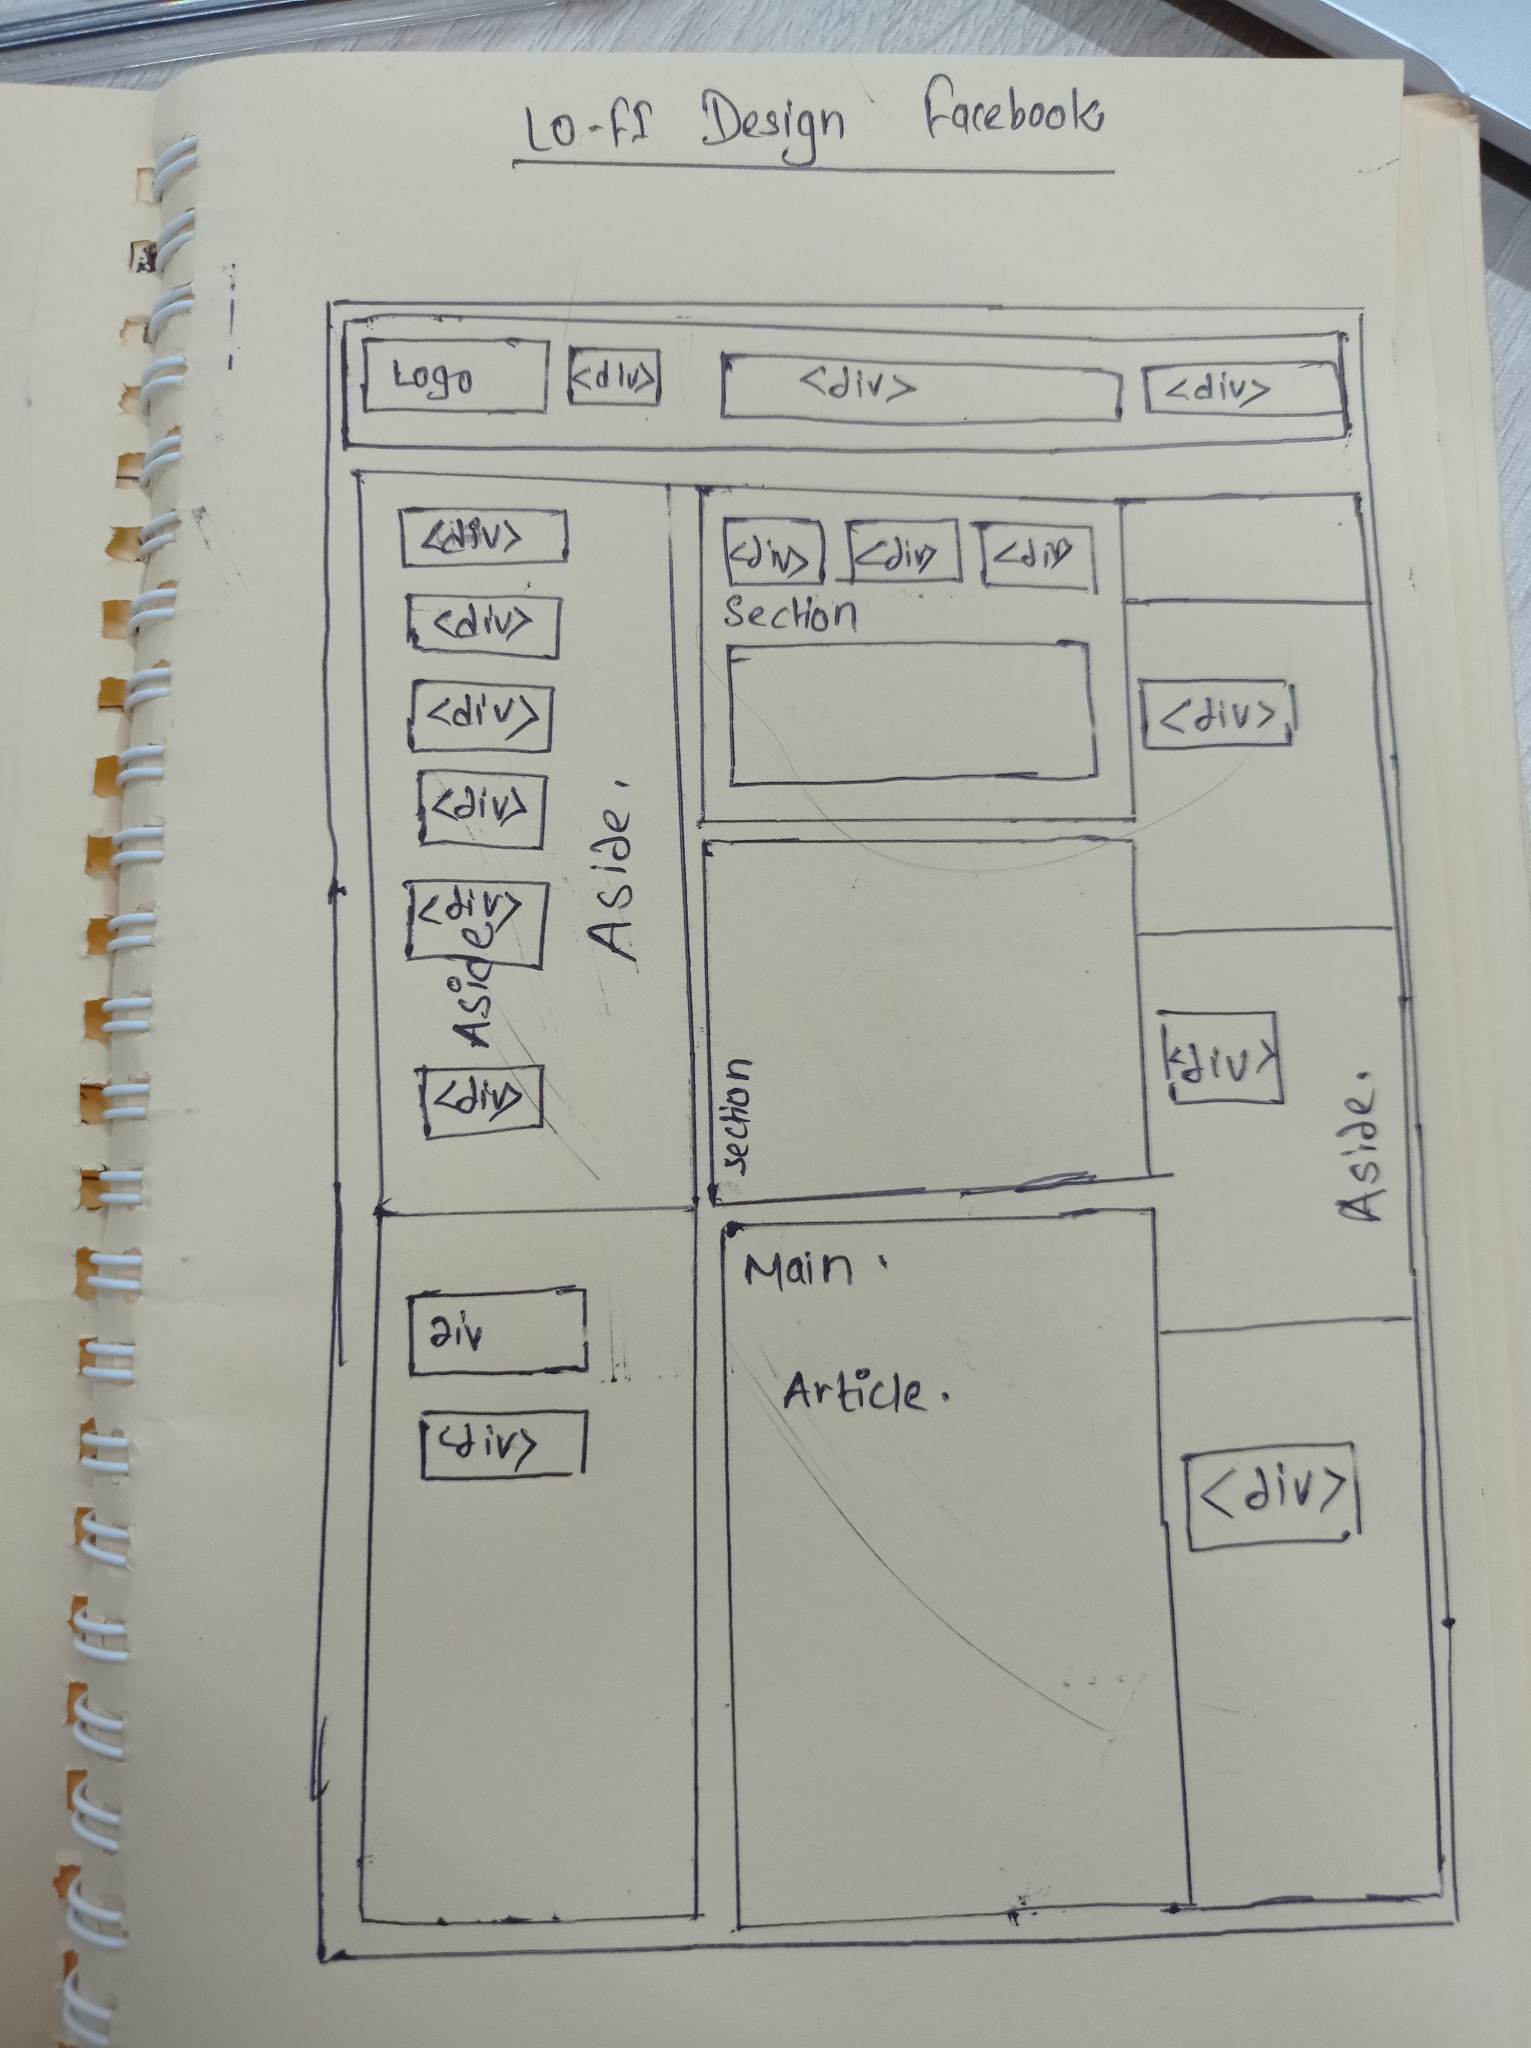 LO-fI Design Facebook
Logo
<div>
<div>
<div>
<div>
<div>
<div>
<div>
<div>
Aside
<div>
Aside.
div
<div>
<div>
<div>
<div
Section
section
Main.
Article.
<div>
<div>
<div>
Aside.